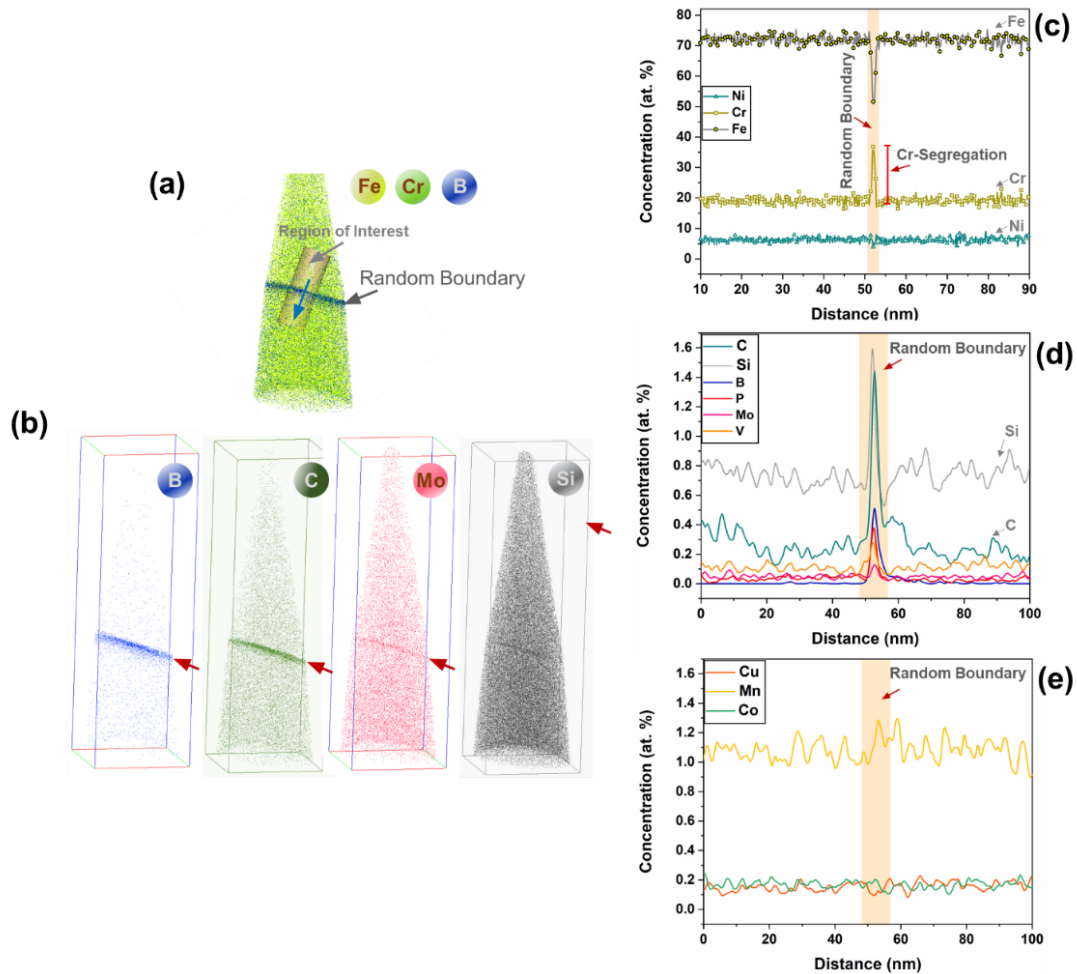 (a)
Fe Cr B
Region of Interest
Random Boundary
(b)
B C Mo Si
(c)
Concentration (at. %)
80
70
60
50
40
30
20
10
0
Fe
Ni
Cr
Fe
Random Boundary
Cr-Segregation
Cr
Ni
10 20 30 40 50 60 70 80 90
Distance (nm)
(d)
Concentration (at. %)
1.6
1.4
1.2
1.0
0.8
0.6
0.4
0.2
0.0
C
Si
B
P
Mo
V
Random Boundary
Si
C
0 20 40 60 80 100
Distance (nm)
(e)
Concentration (at. %)
1.6
1.4
1.2
1.0
0.8
0.6
0.4
0.2
0.0
Cu
Mn
Co
Random Boundary
0 20 40 60 80 100
Distance (nm)